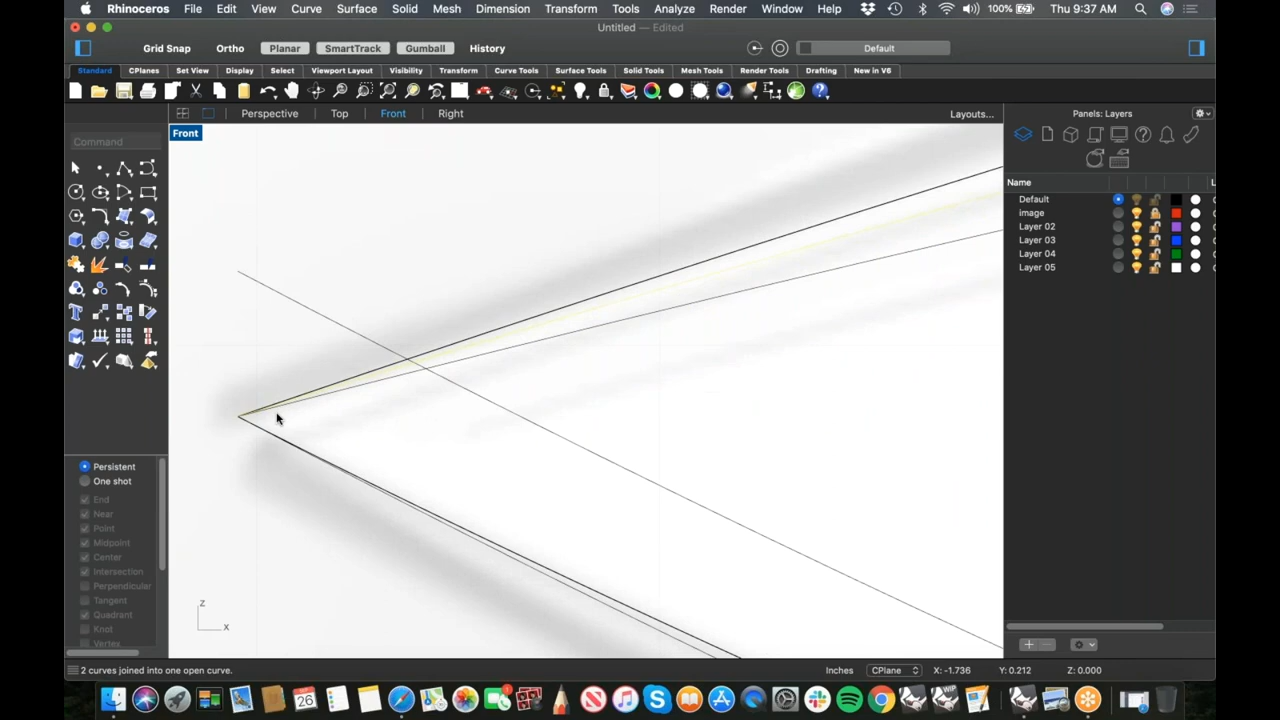 Rhinoceros File Edit View Curve Surface Solid Mesh Dimension Transform Tools Analyze Render Window Help 100% Thu 9:37 AM
Untitled — Edited
Grid Snap Ortho Planar SmartTrack Gumball History Default
Standard CPlanes Set View Display Select Viewport Layout Visibility Transform Curve Tools Surface Tools Solid Tools Mesh Tools Render Tools Drafting New in V6
Perspective Top Front Right Layouts... Panels: Layers
Front
Command
Name L
Default
image
Layer 02
Layer 03
Layer 04
Layer 05
Persistent
One shot
End
Near
Point
Midpoint
Center
Intersection
Perpendicular
Tangent
Quadrant
Knot
Vertex
z
x
2 curves joined into one open curve. Inches CPlane X: -1.736 Y: 0.212 Z: 0.000